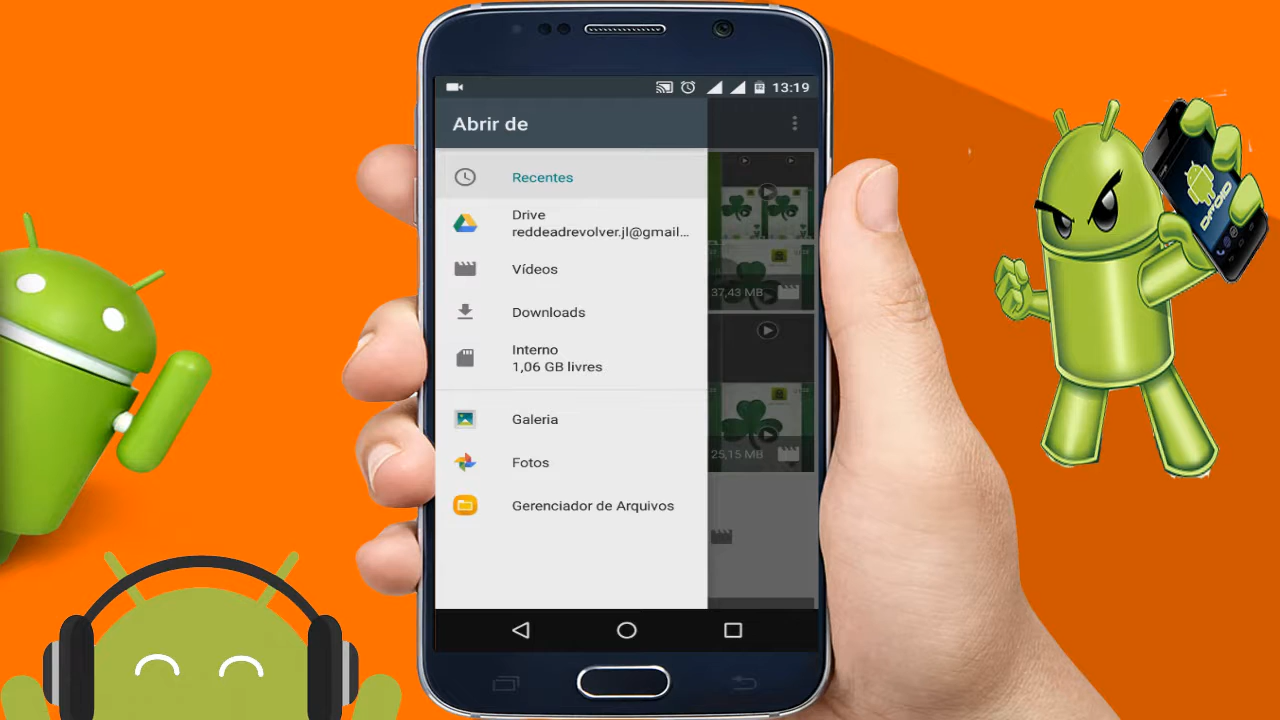 13:19
Abrir de
Recentes
Drive
reddeadrevolver.jl@gmail...
Vídeos
37,43 MB
Downloads
Interno
1,06 GB livres
Galeria
25,15 MB
Fotos
Gerenciador de Arquivos
DROID